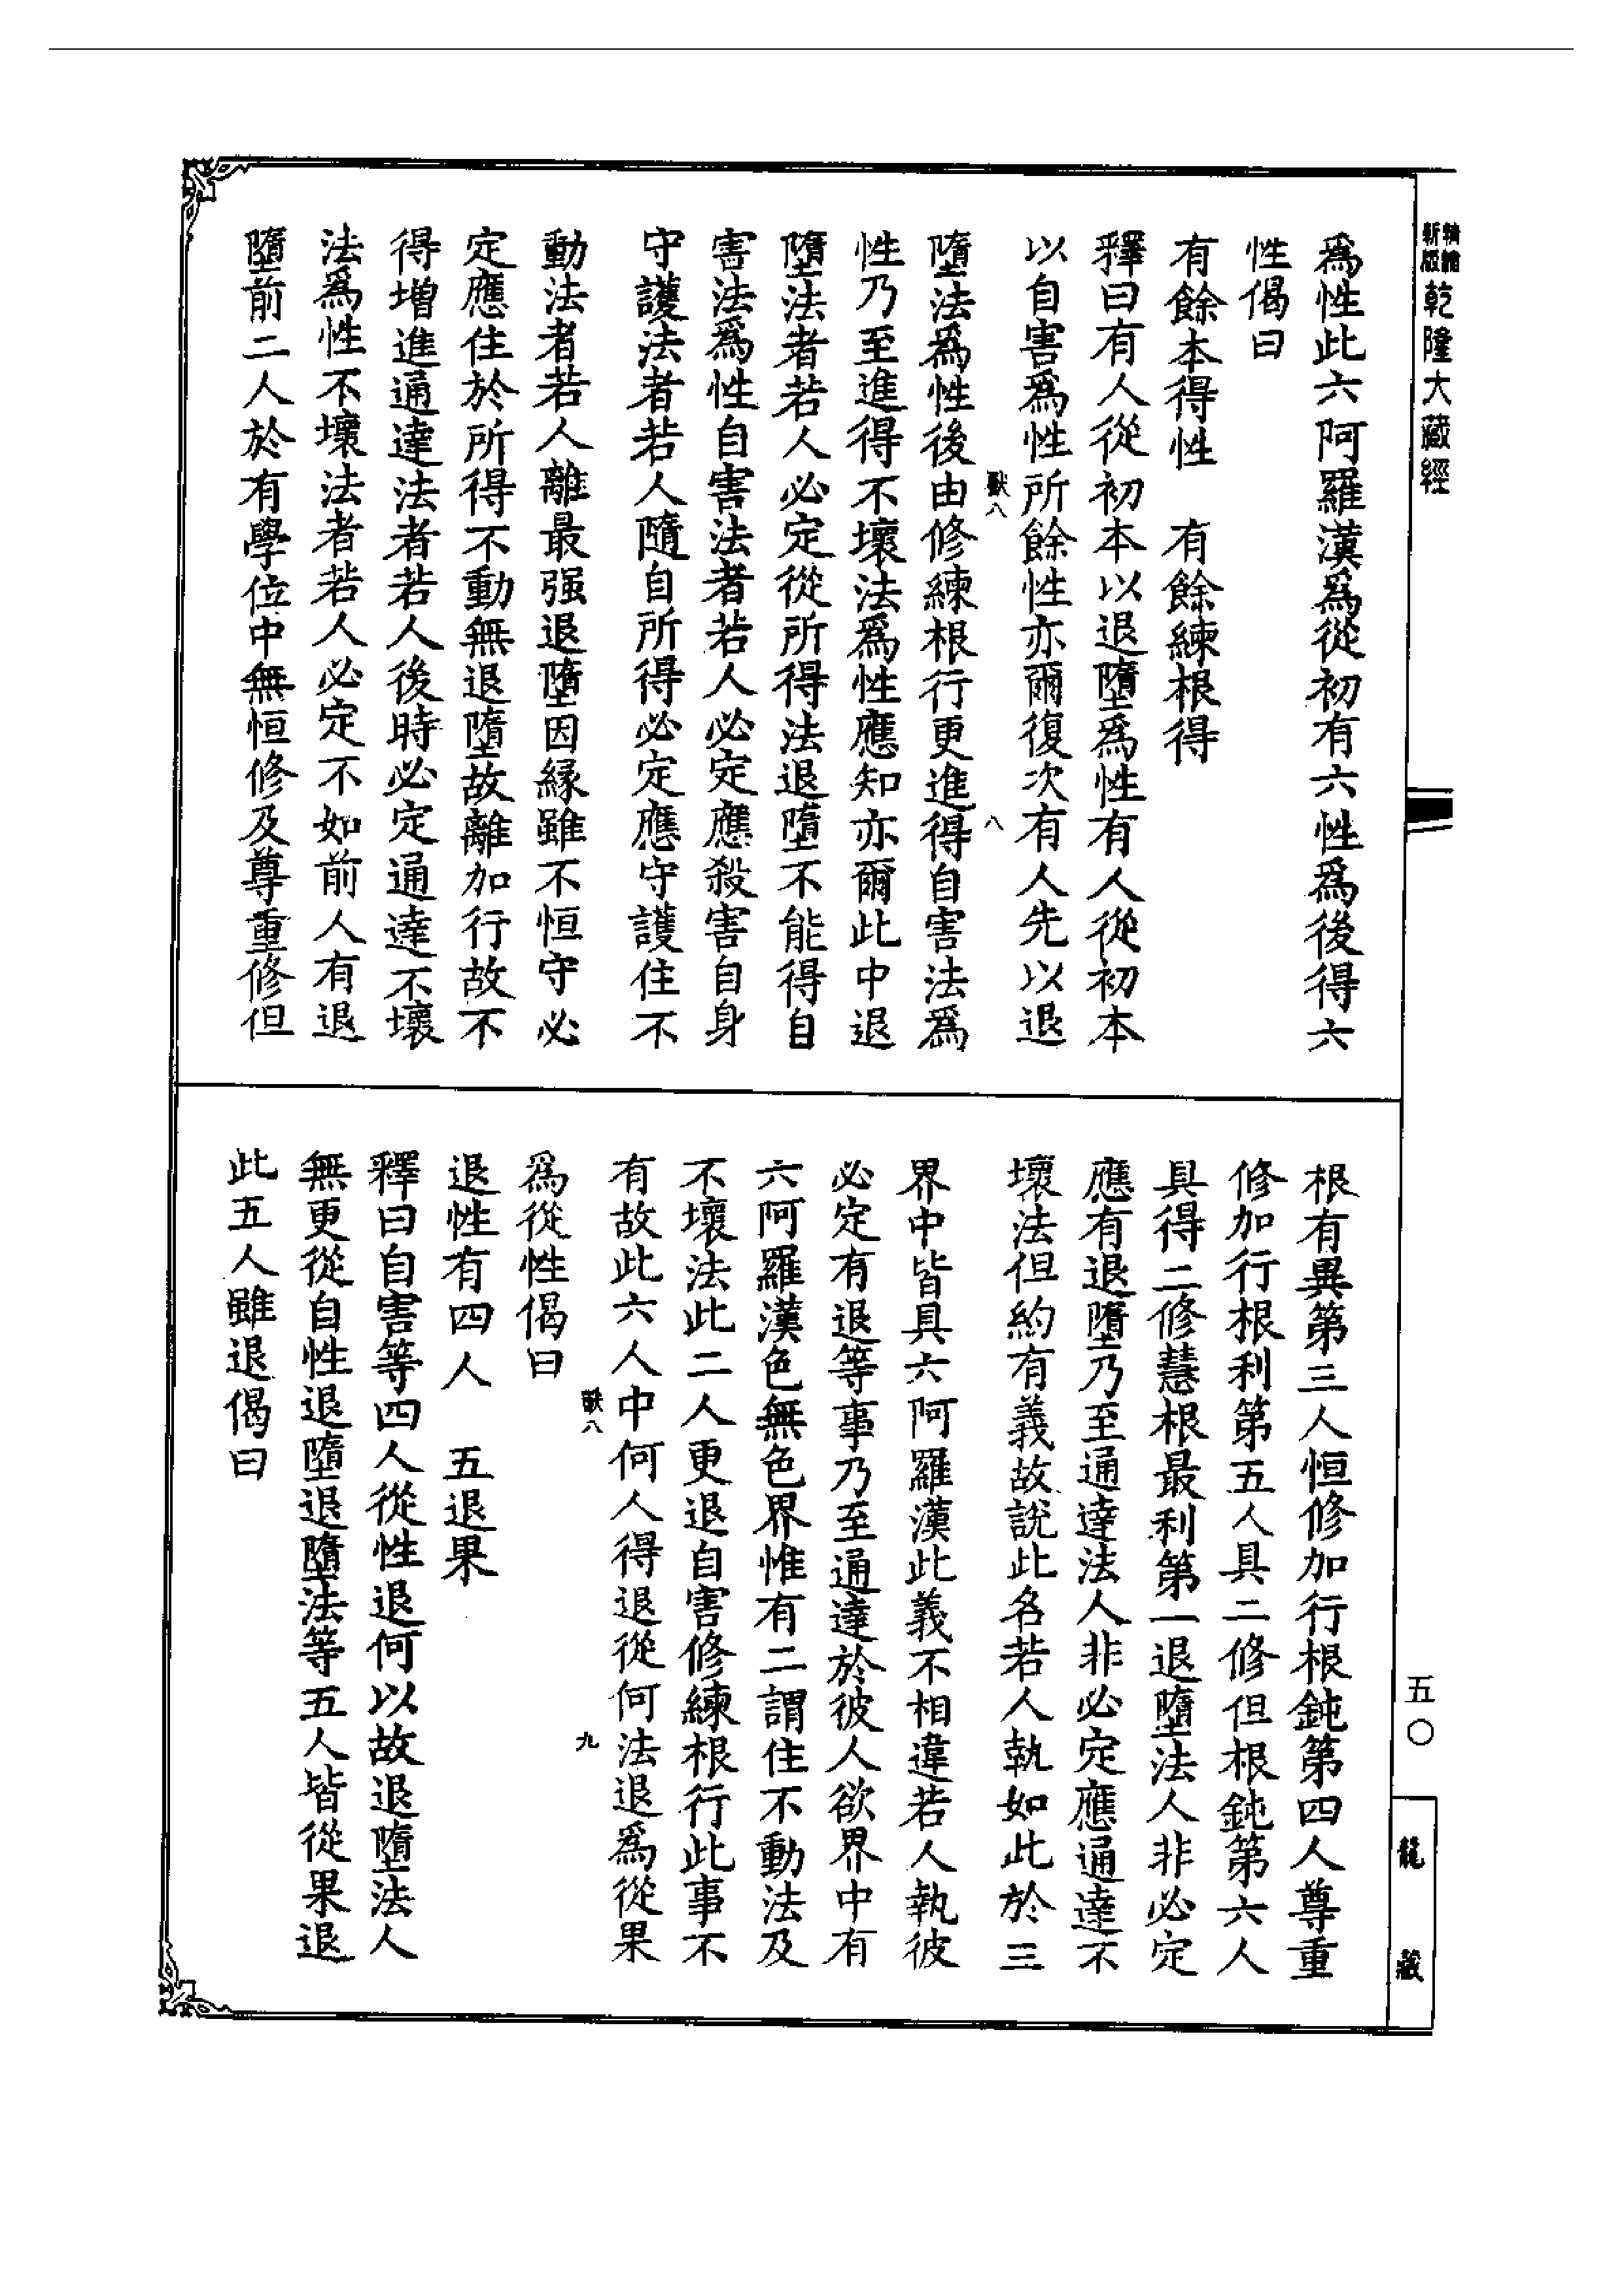 精縮新版乾隆大藏經
為性此六阿羅漢為從初有六性為後得六
性偈曰
有餘本得性　有餘練根得
釋曰有人從初本以退墮為性有人從初本
以自害為性所餘性亦爾復次有人先以退
獸八　八
墮法為性後由修練根行更進得自害法為
性乃至進得不壞法為性應知亦爾此中退
墮法者若人必定從所得法退墮不能得自
害法為性自害法者若人必定應殺害自身
守護法者若人隨自所得必定應守護住不
動法者若人離最强退墮因緣雖不恒守必
定應住於所得不動無退墮故離加行故不
得增進通達法者若人後時必定通達不壞
法為性不壞法者若人必定不如前人有退
墮前二人於有學位中無恒修及尊重修但
根有異第三人恒修加行根鈍第四人尊重
修加行根利第五人具二修但根鈍第六人
具得二修慧根最利第一退墮法人非必定
應有退墮乃至通達法人非必定應通達不
壞法但約有義故說此名若人執如此於三
界中皆具六阿羅漢此義不相違若人執彼
必定有退等事乃至通達於彼人欲界中有
六阿羅漢色無色界惟有二謂住不動法及
不壞法此二人更退自害修練根行此事不
有故此六人中何人得退從何法退為從果
獸八　九
為從性偈曰
退性有四人　五退果
釋曰自害等四人從性退何以故退墮法人
無更從自性退墮退墮法等五人皆從果退
此五人雖退偈曰
五〇
龍藏